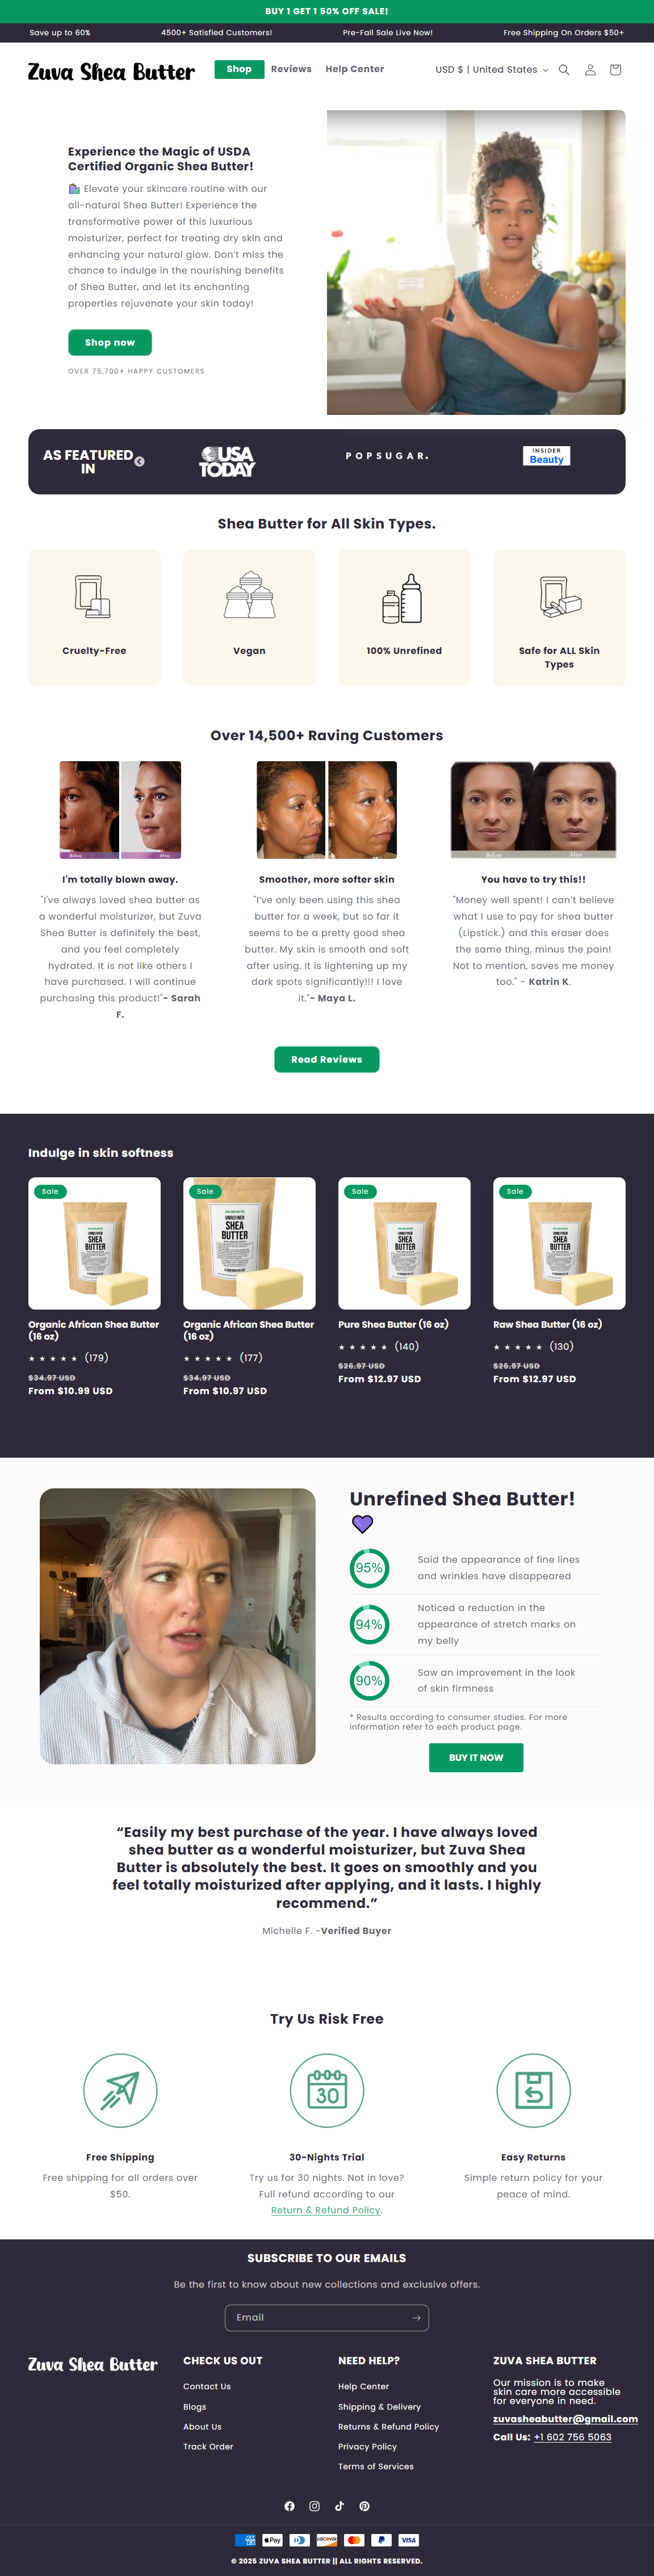 BUY 1 GET 1 50% OFF SALE!
Save up to 60%
4500+ Satisfied Customers!
Pre-Fall Sale Live Now!
Free Shipping On Orders $50+
Zuva Shea Butter
Shop
Reviews
Help Center
USD $ | United States
Experience the Magic of USDA
Certified Organic Shea Butter!
🛍️ Elevate your skincare routine with our
all-natural Shea Butter! Experience the
transformative power of this luxurious
moisturizer, perfect for treating dry skin and
enhancing your natural glow. Don't miss the
chance to indulge in the nourishing benefits
of Shea Butter, and let its enchanting
properties rejuvenate your skin today!
Shop now
OVER 75,700+ HAPPY CUSTOMERS
AS FEATURED
IN
USA
TODAY
POPSUGAR.
INSIDER
Beauty
Shea Butter for All Skin Types.
Cruelty-Free
Vegan
100% Unrefined
Safe for ALL Skin
Types
Over 14,500+ Raving Customers
Before
After
Before
After
I'm totally blown away.
"I've always loved shea butter as
a wonderful moisturizer, but Zuva
Shea Butter is definitely the best,
and you feel completely
hydrated. It is not like others I
have purchased. I will continue
purchasing this product!"- Sarah
F.
Smoother, more softer skin
"I've only been using this shea
butter for a week, but so far it
seems to be a pretty good shea
butter. My skin is smooth and soft
after using. It is lightening up my
dark spots significantly!!! I love
it."- Maya L.
You have to try this!!
"Money well spent! I can't believe
what I use to pay for shea butter
(Lipstick.) and this eraser does
the same thing, minus the pain!
Not to mention, saves me money
too." - Katrin K.
Read Reviews
Indulge in skin softness
Sale
UNREFINED
SHEA
BUTTER
Organic African Shea Butter
(16 oz)
★ ★ ★ ★ ★ (179)
$34.97 USD
From $10.99 USD
Sale
UNREFINED
SHEA
BUTTER
Organic African Shea Butter
(16 oz)
★ ★ ★ ★ ★ (177)
$34.97 USD
From $10.97 USD
Sale
UNREFINED
SHEA
BUTTER
Pure Shea Butter (16 oz)
★ ★ ★ ★ ★ (140)
$26.97 USD
From $12.97 USD
Sale
UNREFINED
SHEA
BUTTER
Raw Shea Butter (16 oz)
★ ★ ★ ★ ★ (130)
$26.97 USD
From $12.97 USD
Unrefined Shea Butter!
💜
95%
Said the appearance of fine lines
and wrinkles have disappeared
94%
Noticed a reduction in the
appearance of stretch marks on
my belly
90%
Saw an improvement in the look
of skin firmness
* Results according to consumer studies. For more
information refer to each product page.
BUY IT NOW
“Easily my best purchase of the year. I have always loved
shea butter as a wonderful moisturizer, but Zuva Shea
Butter is absolutely the best. It goes on smoothly and you
feel totally moisturized after applying, and it lasts. I highly
recommend.”
Michelle F. -Verified Buyer
Try Us Risk Free
30
Free Shipping
Free shipping for all orders over
$50.
30-Nights Trial
Try us for 30 nights. Not in love?
Full refund according to our
Return & Refund Policy.
Easy Returns
Simple return policy for your
peace of mind.
SUBSCRIBE TO OUR EMAILS
Be the first to know about new collections and exclusive offers.
Email
Zuva Shea Butter
CHECK US OUT
Contact Us
Blogs
About Us
Track Order
NEED HELP?
Help Center
Shipping & Delivery
Returns & Refund Policy
Privacy Policy
Terms of Services
ZUVA SHEA BUTTER
Our mission is to make
skin care more accessible
for everyone in need.
zuvasheabutter@gmail.com
Call Us: +1 602 756 5063
Pay
DISCOVER
VISA
© 2025 ZUVA SHEA BUTTER || ALL RIGHTS RESERVED.